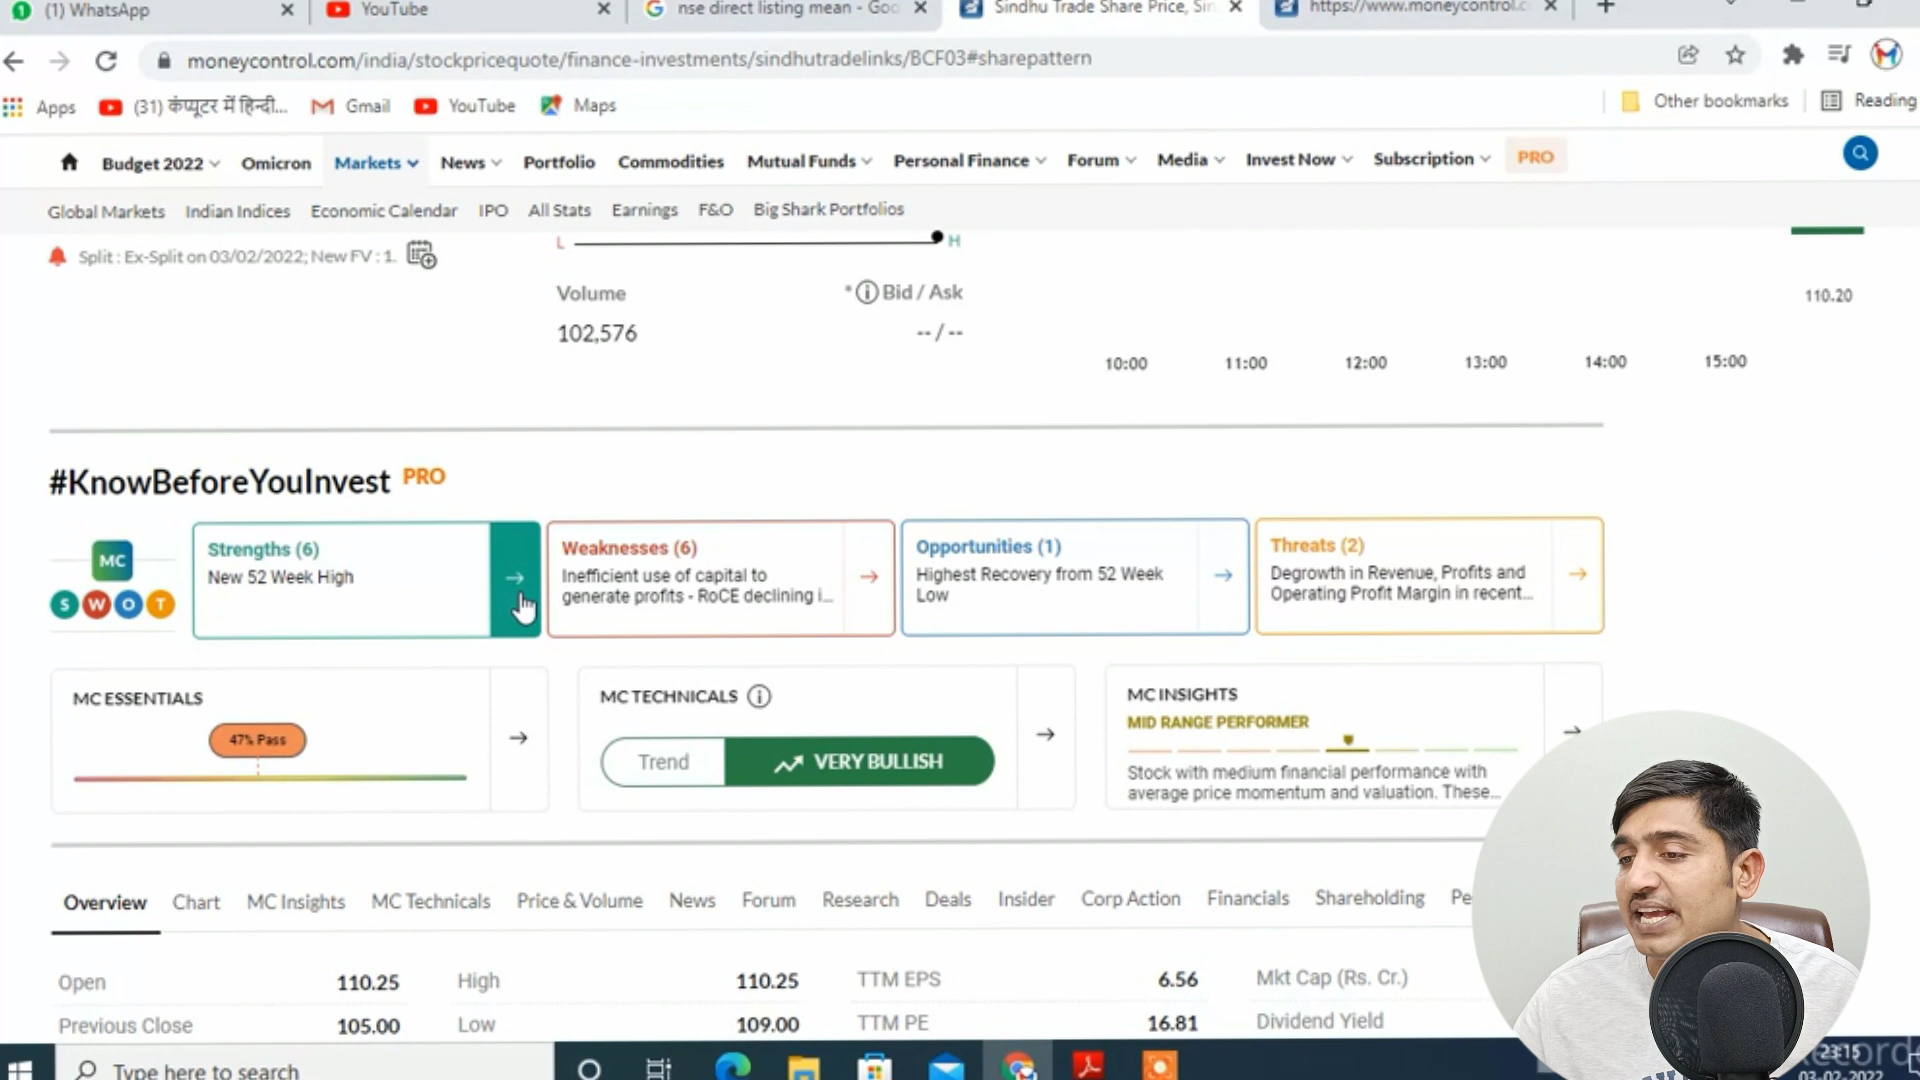 (1) WhatsApp
YouTube
nse direct listing mean - Goo
Sindhu Trade Share Price, Sin
https://www.moneycontrol.c
moneycontrol.com/india/stockpricequote/finance-investments/sindhutradelinks/BCF03#sharepattern
Apps
(31) कंप्यूटर में हिन्दी...
Gmail
YouTube
Maps
Other bookmarks
Reading
Budget 2022
Omicron
Markets
News
Portfolio
Commodities
Mutual Funds
Personal Finance
Forum
Media
Invest Now
Subscription
PRO
Global Markets
Indian Indices
Economic Calendar
IPO
All Stats
Earnings
F&O
Big Shark Portfolios
Split : Ex-Split on 03/02/2022; New FV : 1.
L
H
Volume
* Bid / Ask
102,576
-- / --
110.20
10:00
11:00
12:00
13:00
14:00
15:00
#KnowBeforeYouInvest PRO
MC
S W O T
Strengths (6)
New 52 Week High
Weaknesses (6)
Inefficient use of capital to
generate profits - RoCE declining i...
Opportunities (1)
Highest Recovery from 52 Week
Low
Threats (2)
Degrowth in Revenue, Profits and
Operating Profit Margin in recent...
MC ESSENTIALS
47% Pass
MC TECHNICALS
Trend
VERY BULLISH
MC INSIGHTS
MID RANGE PERFORMER
Stock with medium financial performance with
average price momentum and valuation. These...
Overview
Chart
MC Insights
MC Technicals
Price & Volume
News
Forum
Research
Deals
Insider
Corp Action
Financials
Shareholding
Pe
Open 110.25
High 110.25
TTM EPS 6.56
Mkt Cap (Rs. Cr.)
Previous Close 105.00
Low 109.00
TTM PE 16.81
Dividend Yield
Type here to search
23:15
03-02-2022